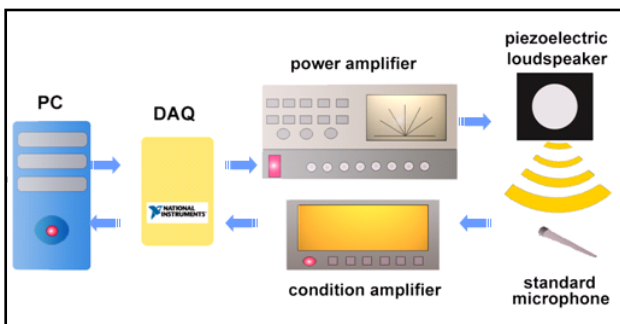 piezoelectric
loudspeaker
power amplifier
PC
DAQ
NATIONAL
INSTRUMENTS
condition amplifier
standard
microphone